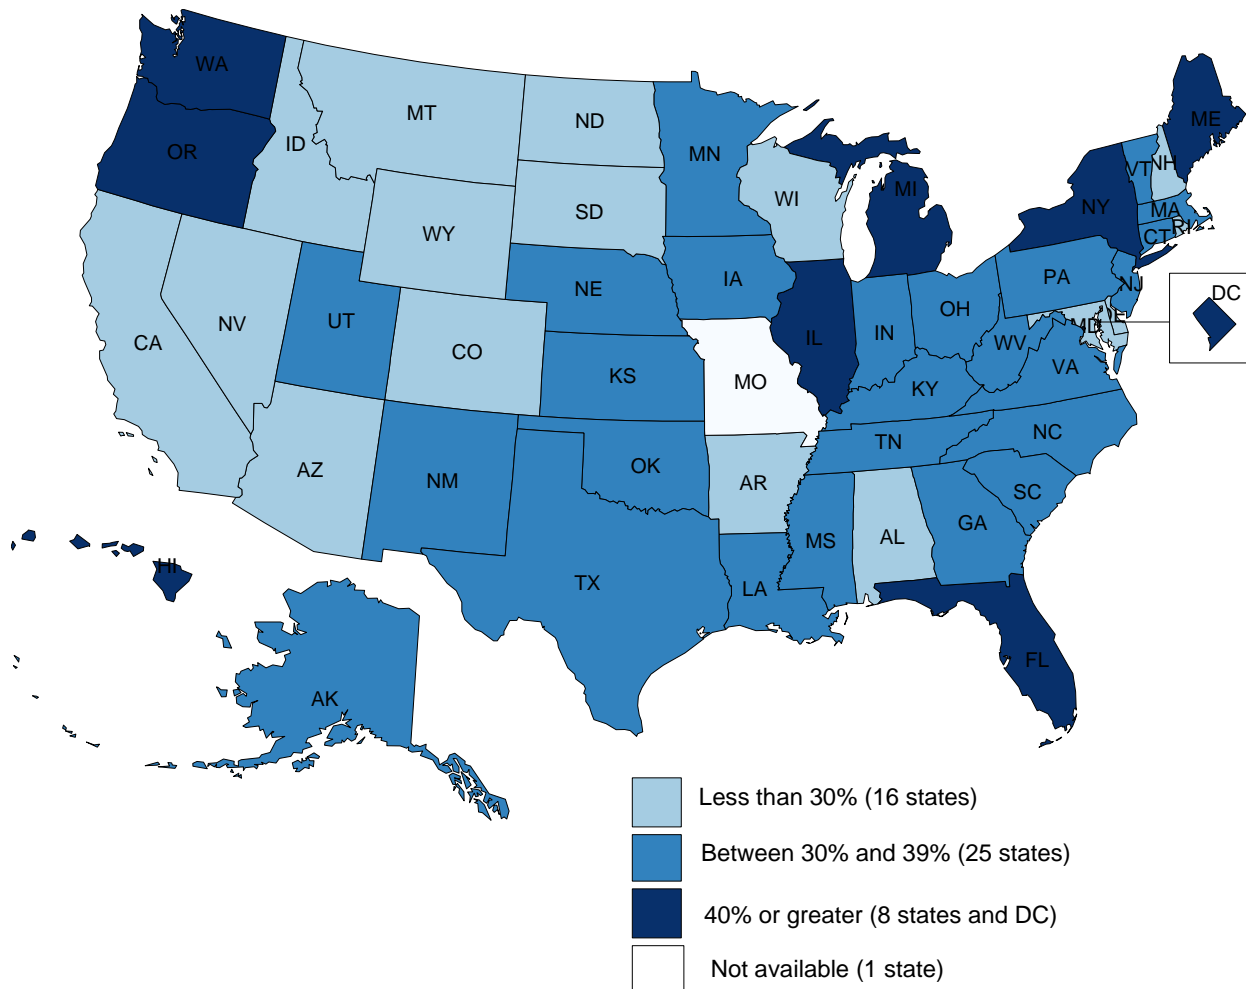 WA
OR
ID
MT
ND
MN
WI
MI
ME
VT
NH
NY
MA
RI
CT
SD
WY
NE
IA
PA
NJ
DC
CA
NV
UT
CO
KS
MO
IL
IN
OH
WV
MD
DE
VA
KY
AZ
NM
OK
AR
TN
NC
SC
MS
AL
GA
TX
LA
FL
HI
AK
Less than 30% (16 states)
Between 30% and 39% (25 states)
40% or greater (8 states and DC)
Not available (1 state)